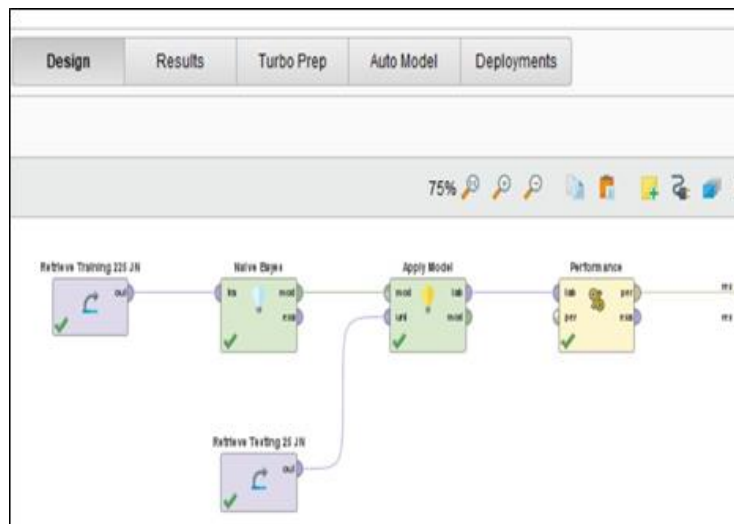 Design Results Turbo Prep Auto Model Deployments
75%
Retrieve Training 225 JN Naive Bayes Apply Model Performance
out tra mod mod lab lab per
exa unl mod per exa
Retrieve Testing 25 JN
out